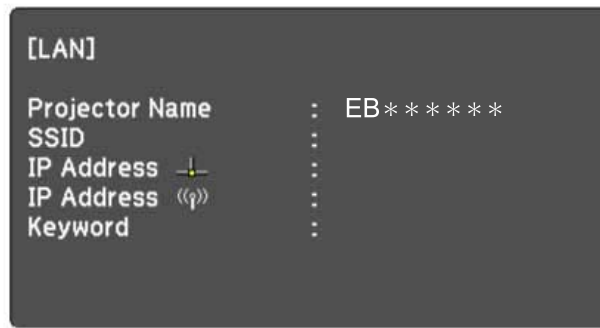 [LAN]
Projector Name : EB******
SSID :
IP Address :
IP Address :
Keyword :